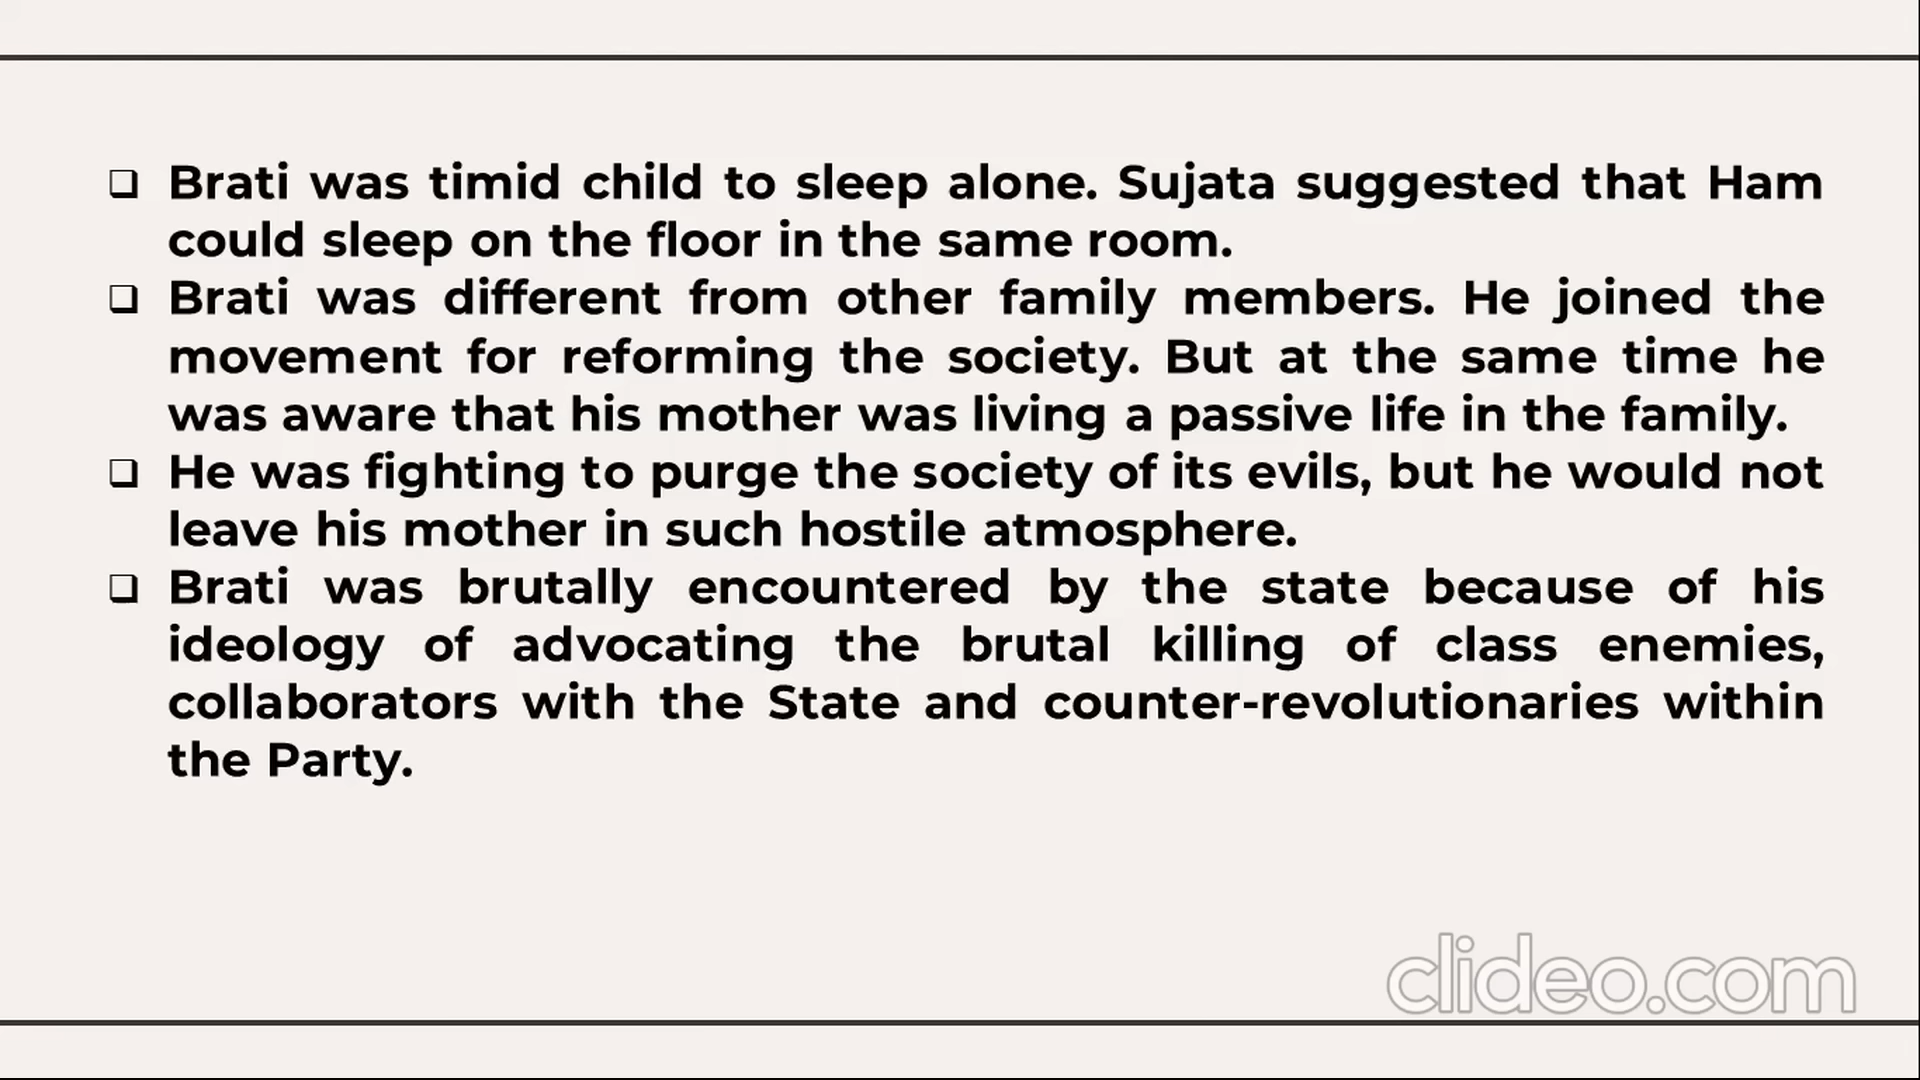 ❑ Brati was timid child to sleep alone. Sujata suggested that Ham
could sleep on the floor in the same room.
❑ Brati was different from other family members. He joined the
movement for reforming the society. But at the same time he
was aware that his mother was living a passive life in the family.
❑ He was fighting to purge the society of its evils, but he would not
leave his mother in such hostile atmosphere.
❑ Brati was brutally encountered by the state because of his
ideology of advocating the brutal killing of class enemies,
collaborators with the State and counter-revolutionaries within
the Party.
clideo.com